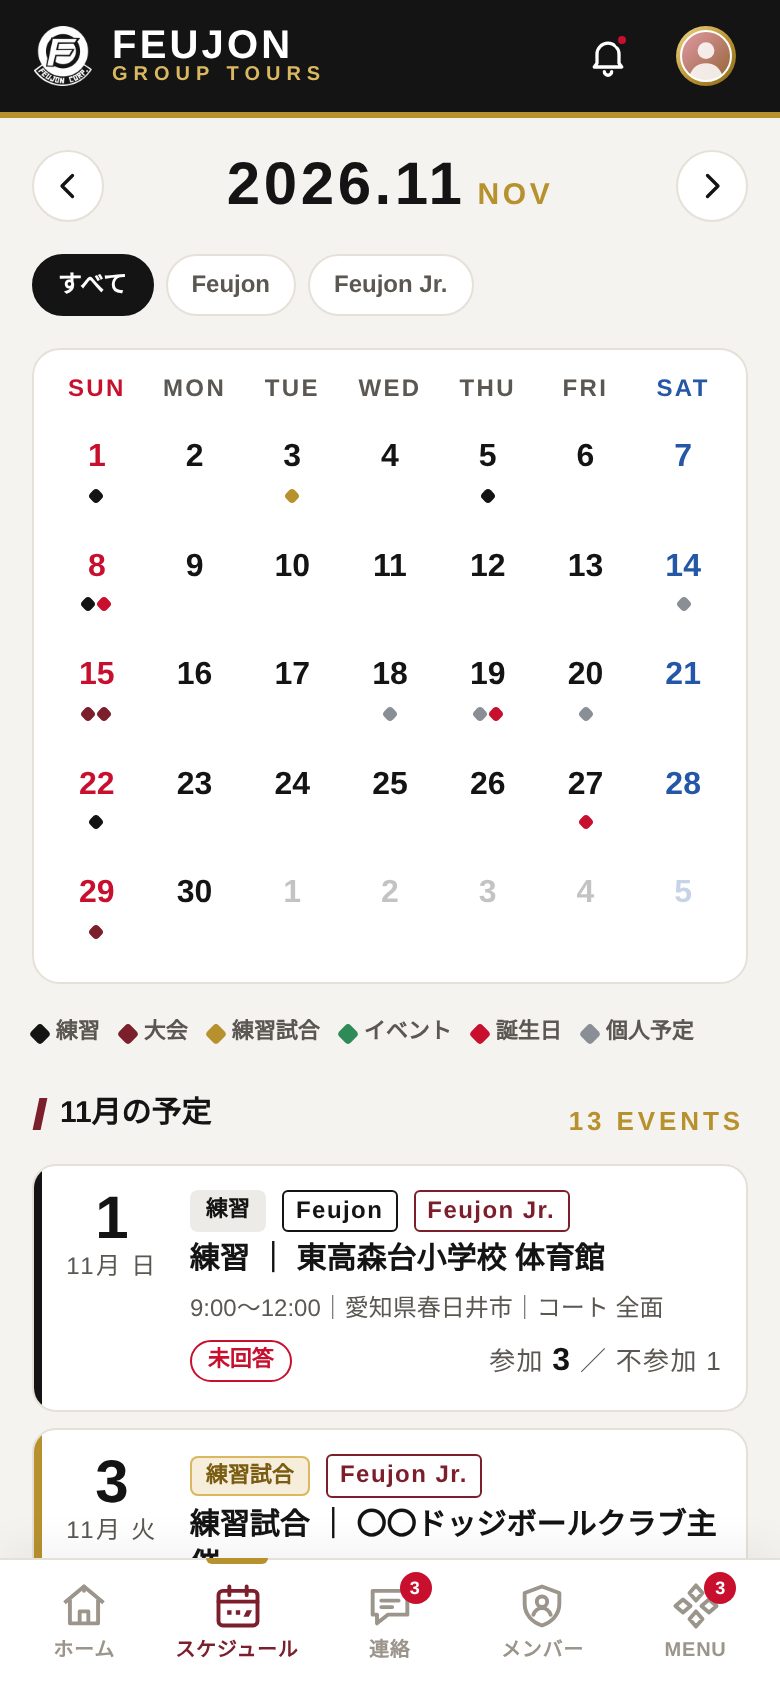 FEUJON
GROUP TOURS
FEUJON CORP.
2026.11 NOV
すべて Feujon Feujon Jr.
SUN MON TUE WED THU FRI SAT
1 2 3 4 5 6 7
8 9 10 11 12 13 14
15 16 17 18 19 20 21
22 23 24 25 26 27 28
29 30 1 2 3 4 5
練習 大会 練習試合 イベント 誕生日 個人予定
11月の予定 13 EVENTS
1 練習 Feujon Feujon Jr.
11月 日 練習 ｜ 東高森台小学校 体育館
9:00〜12:00｜愛知県春日井市｜コート 全面
未回答 参加 3 ／ 不参加 1
3 練習試合 Feujon Jr.
11月 火 練習試合 ｜ 〇〇ドッジボールクラブ主
催
3 3
ホーム スケジュール 連絡 メンバー MENU